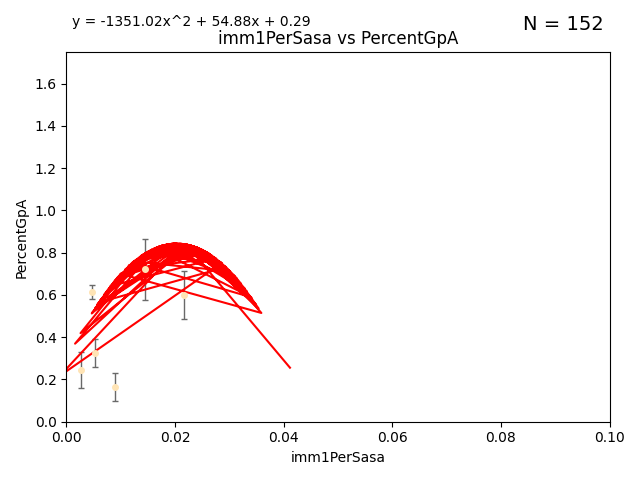 y = -1351.02x^2 + 54.88x + 0.29
N = 152
imm1PerSasa vs PercentGpA
PercentGpA
1.6
1.4
1.2
1.0
0.8
0.6
0.4
0.2
0.0
0.00 0.02 0.04 0.06 0.08 0.10
imm1PerSasa